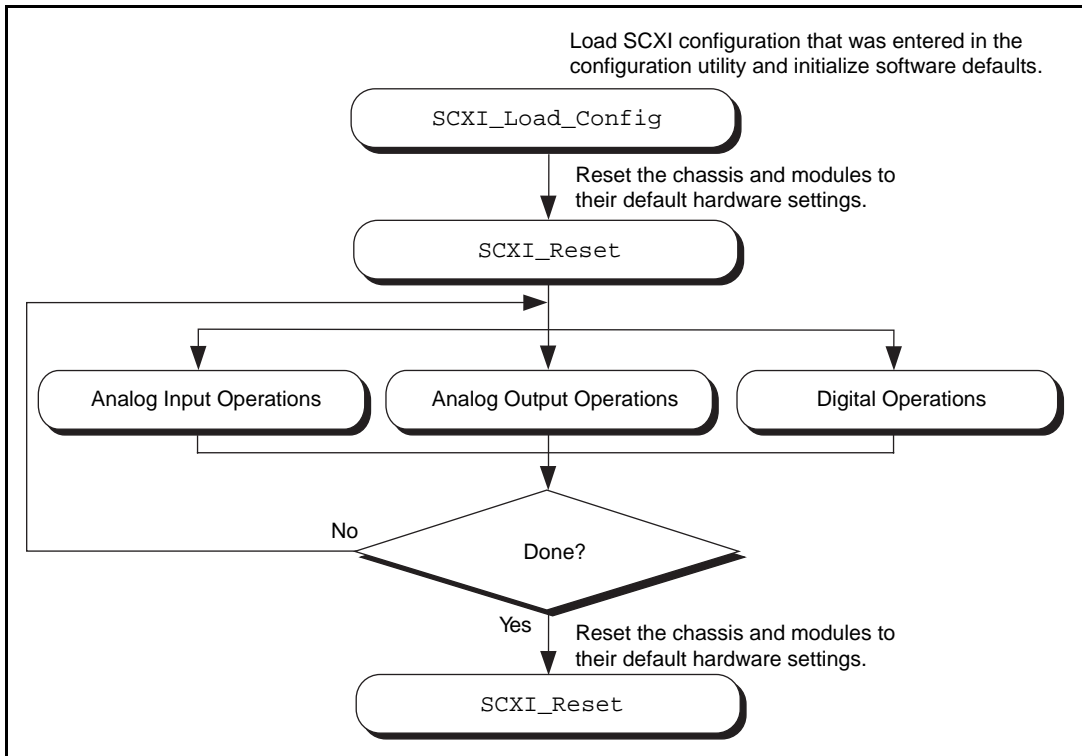 Load SCXI configuration that was entered in the
configuration utility and initialize software defaults.
SCXI_Load_Config
Reset the chassis and modules to
their default hardware settings.
SCXI_Reset
Analog Input Operations
Analog Output Operations
Digital Operations
No
Done?
Yes
Reset the chassis and modules to
their default hardware settings.
SCXI_Reset